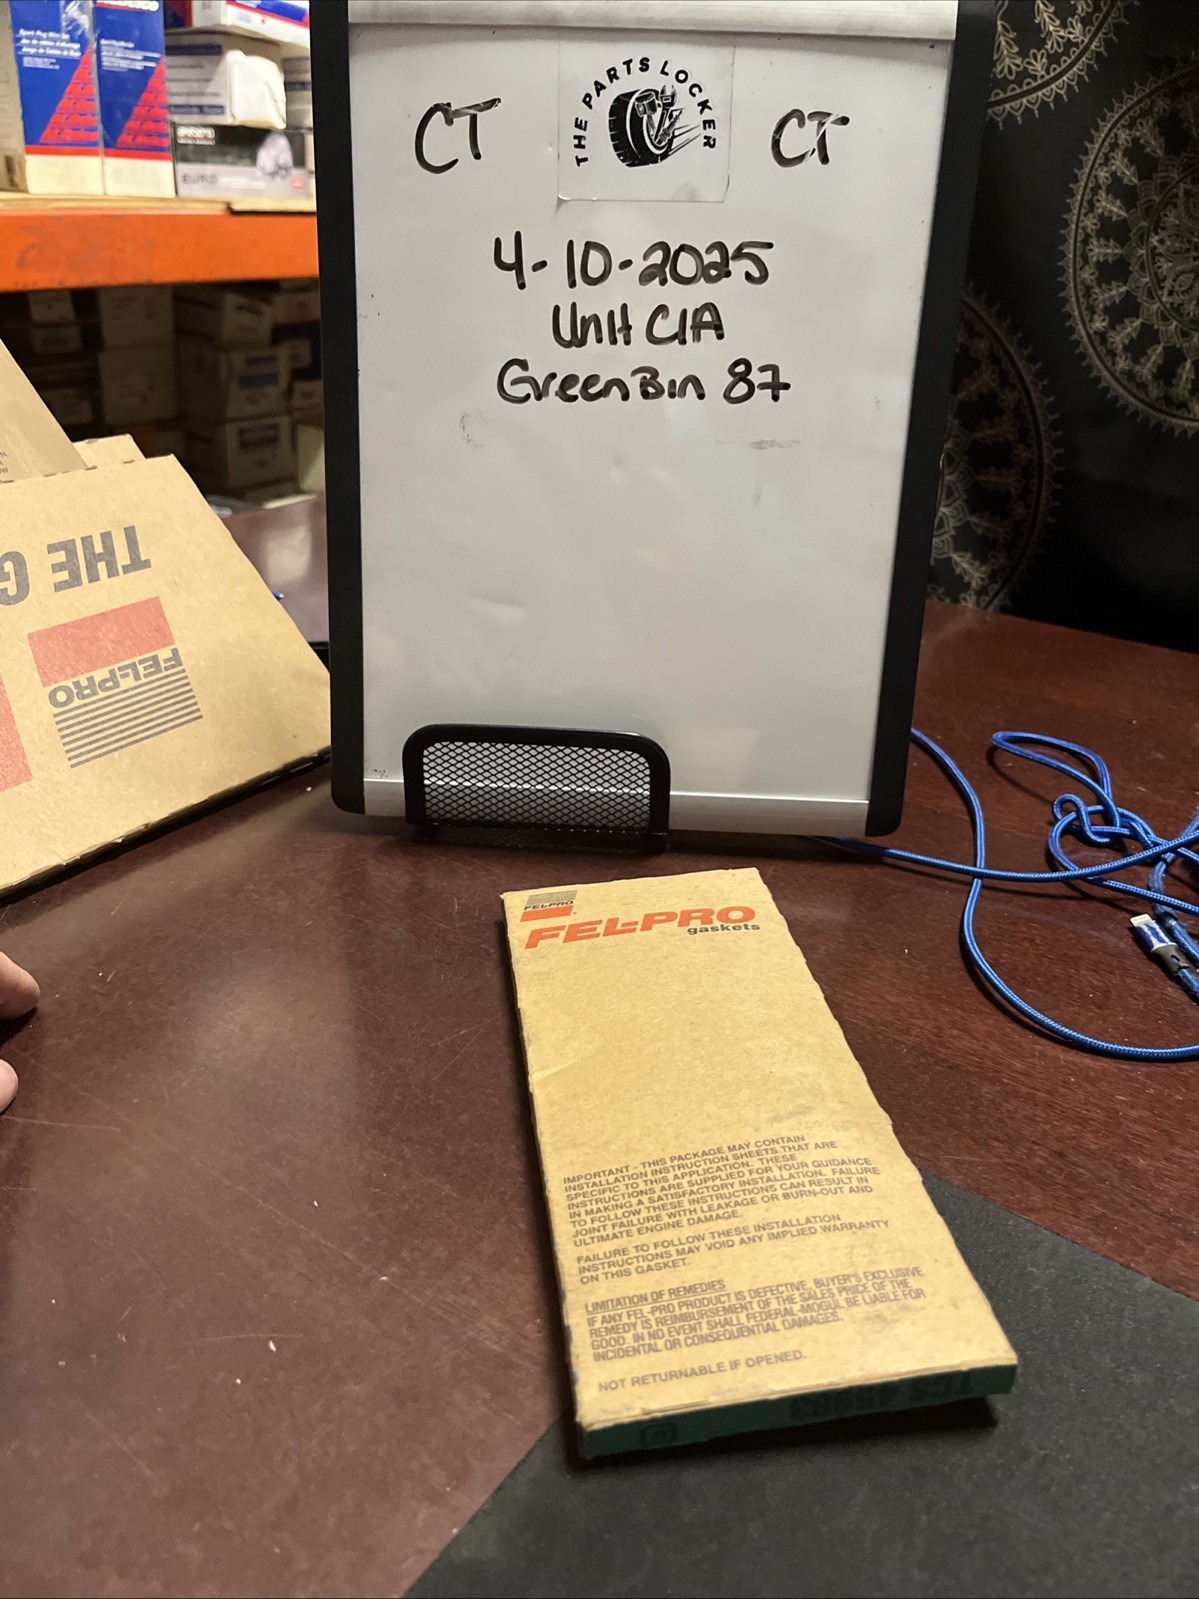 THE PARTS LOCKER
CT
CT
4-10-2025
Unit C1A
Green Bin 87
THE G
FEL-PRO
FEL-PRO
FEL-PRO
gaskets
IMPORTANT - THIS PACKAGE MAY CONTAIN
INSTALLATION INSTRUCTION SHEETS THAT ARE
SPECIFIC TO THIS APPLICATION. THESE
INSTRUCTIONS ARE SUPPLIED FOR YOUR GUIDANCE
IN MAKING A SATISFACTORY INSTALLATION. FAILURE
TO FOLLOW THESE INSTRUCTIONS CAN RESULT IN
JOINT FAILURE WITH LEAKAGE OR BURN-OUT AND
ULTIMATE ENGINE DAMAGE.
FAILURE TO FOLLOW THESE INSTALLATION
INSTRUCTIONS MAY VOID ANY IMPLIED WARRANTY
ON THIS GASKET.
LIMITATION OF REMEDIES
IF ANY FEL-PRO PRODUCT IS DEFECTIVE, BUYER'S EXCLUSIVE
REMEDY IS REIMBURSEMENT OF THE SALES PRICE OF THE
GOOD. IN NO EVENT SHALL FEDERAL-MOGUL BE LIABLE FOR
INCIDENTAL OR CONSEQUENTIAL DAMAGES.
NOT RETURNABLE IF OPENED.
TCS 45983